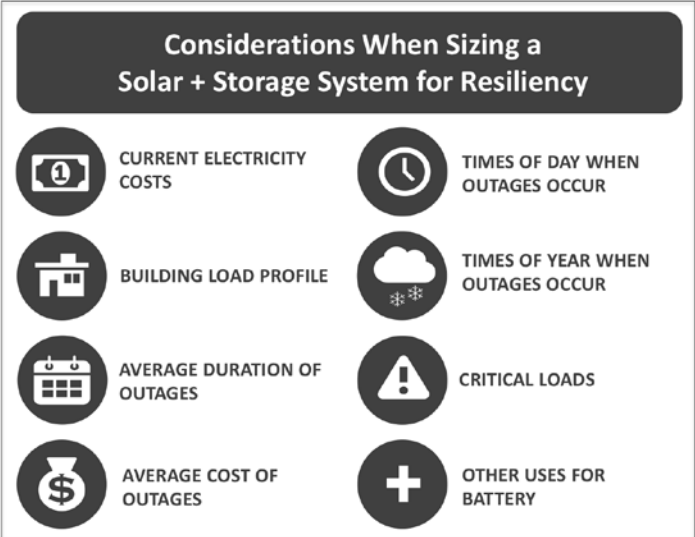 Considerations When Sizing a
Solar + Storage System for Resiliency
CURRENT ELECTRICITY
COSTS
BUILDING LOAD PROFILE
AVERAGE DURATION OF
OUTAGES
AVERAGE COST OF
OUTAGES
TIMES OF DAY WHEN
OUTAGES OCCUR
TIMES OF YEAR WHEN
OUTAGES OCCUR
CRITICAL LOADS
OTHER USES FOR
BATTERY